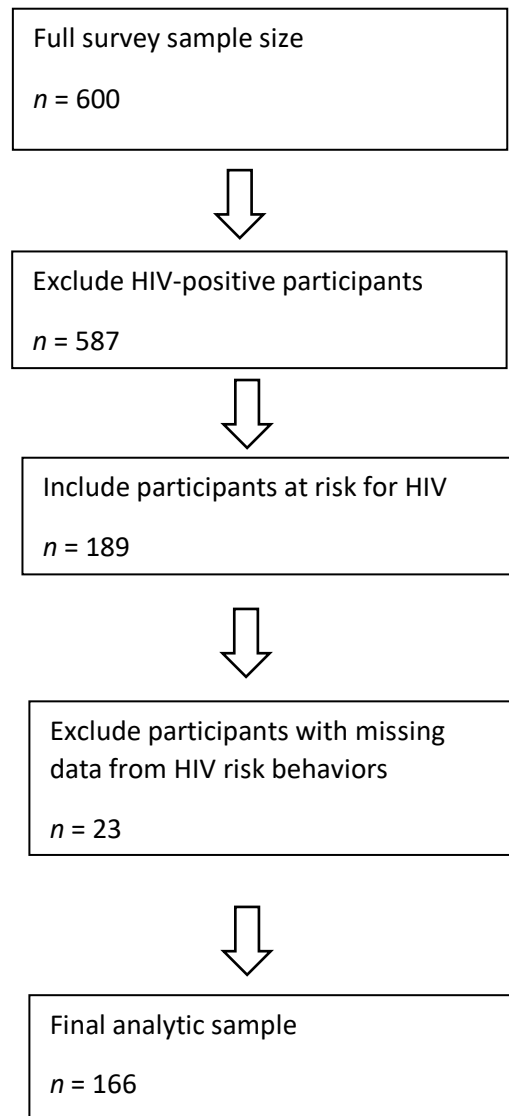 Full survey sample size
n = 600
Exclude HIV-positive participants
n = 587
Include participants at risk for HIV
n = 189
Exclude participants with missing
data from HIV risk behaviors
n = 23
Final analytic sample
n = 166